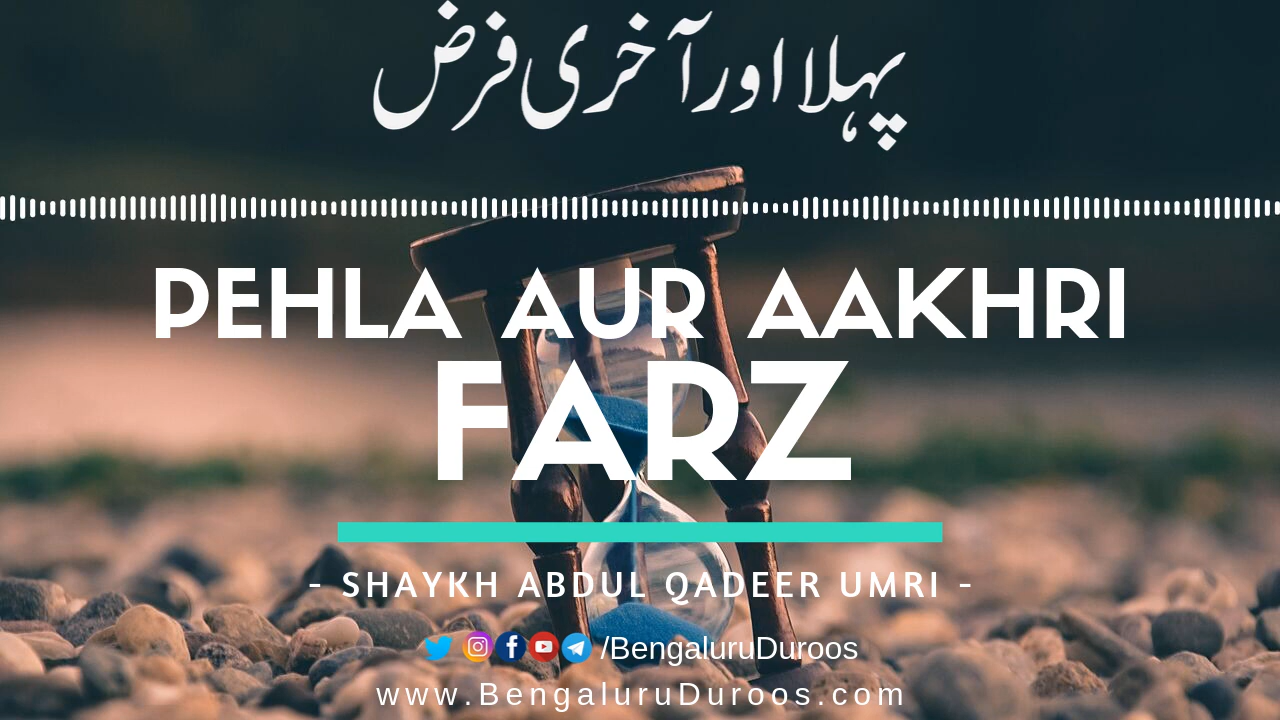 پہلا اور آخری فرض
PEHLA AUR AAKHRI
FARZ
- SHAYKH ABDUL QADEER UMRI -
/BengaluruDuroos
www.BengaluruDuroos.com